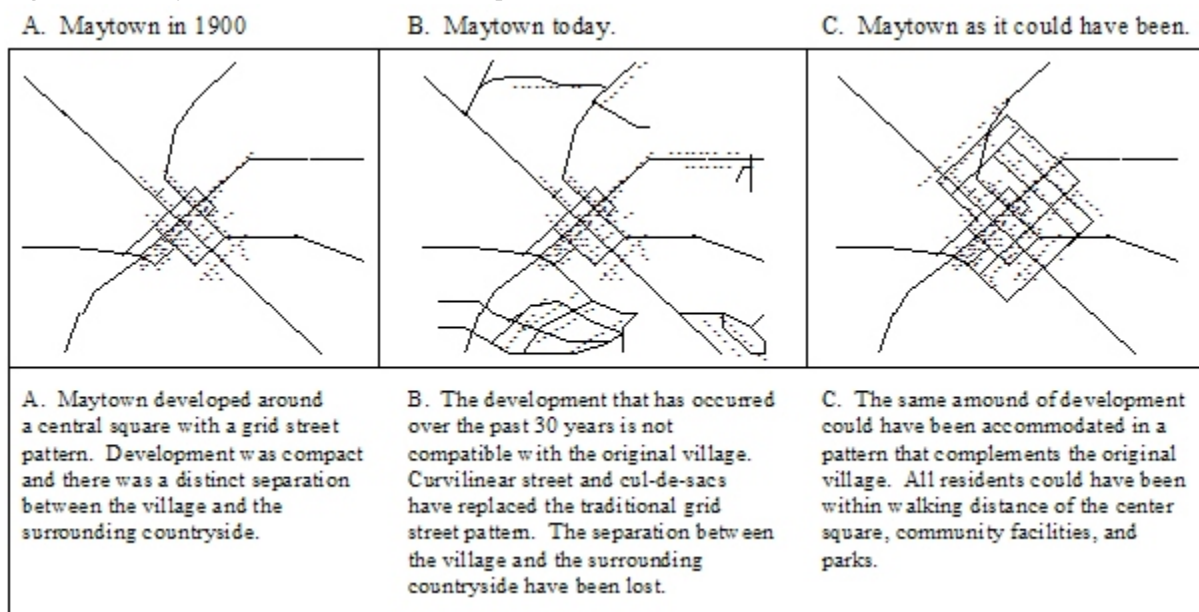 A. Maytown in 1900
B. Maytown today.
C. Maytown as it could have been.
A. Maytown developed around
a central square with a grid street
pattern. Development was compact
and there was a distinct separation
between the village and the
surrounding countryside.
B. The development that has occurred
over the past 30 years is not
compatible with the original village.
Curvilinear street and cul-de-sacs
have replaced the traditional grid
street pattern. The separation between
the village and the surrounding
countryside have been lost.
C. The same amound of development
could have been accommodated in a
pattern that complements the original
village. All residents could have been
within walking distance of the center
square, community facilities, and
parks.